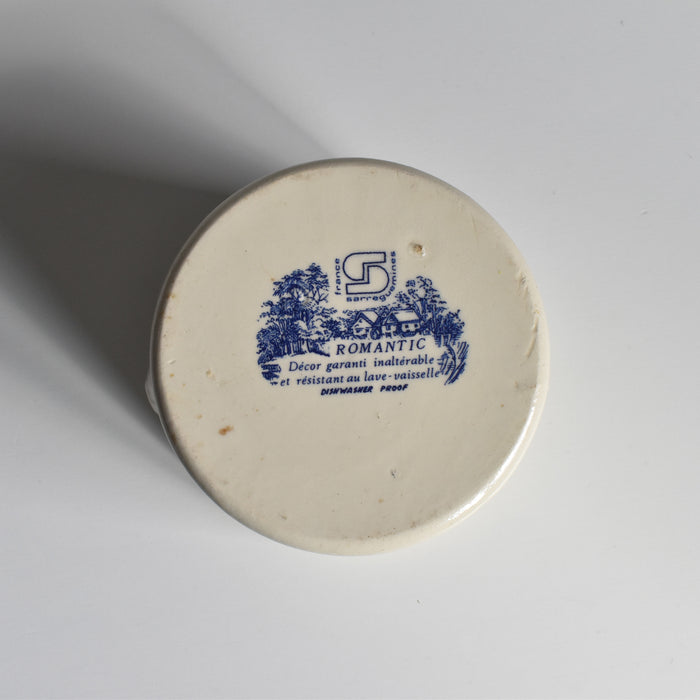 france
sarreguemines
ROMANTIC
Décor garanti inaltérable
et résistant au lave-vaisselle
DISHWASHER PROOF